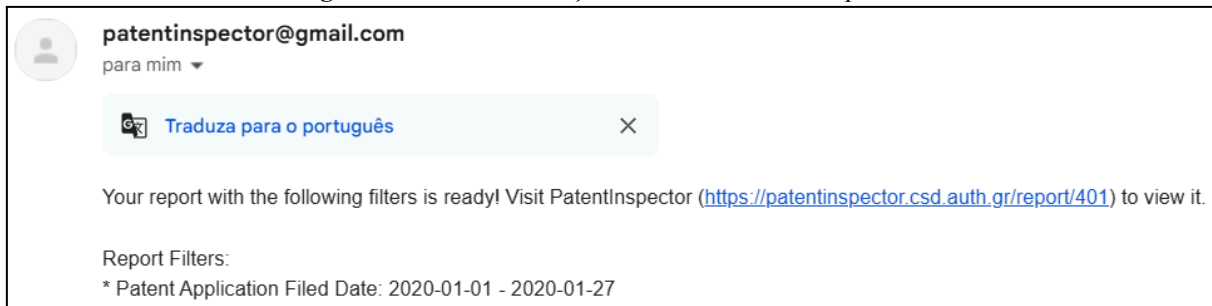 patentinspector@gmail.com
para mim
Traduza para o português
Your report with the following filters is ready! Visit PatentInspector (https://patentinspector.csd.auth.gr/report/401) to view it.
Report Filters:
* Patent Application Filed Date: 2020-01-01 - 2020-01-27